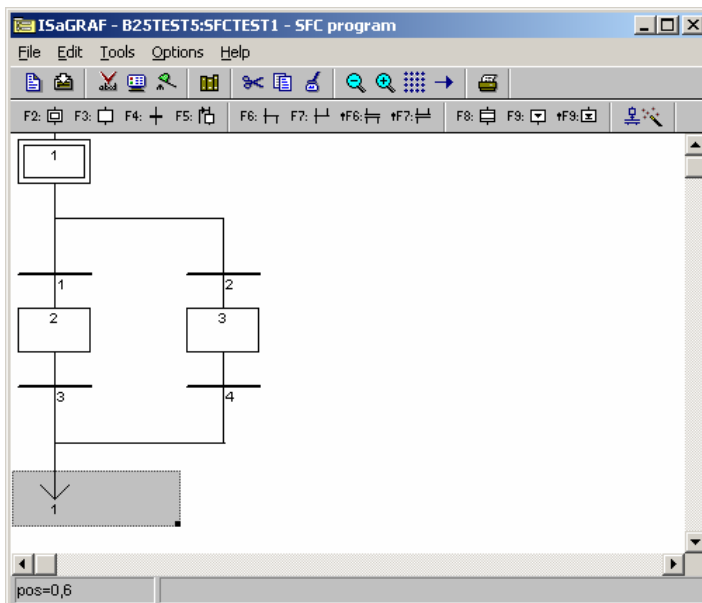 ISaGRAF - B25TEST5:SFCTEST1 - SFC program
File Edit Tools Options Help
F2: F3: F4: F5: F6: F7: ↑F6: ↑F7: F8: F9: ↑F9:
1
1 2
2 3
3 4
1
pos=0,6